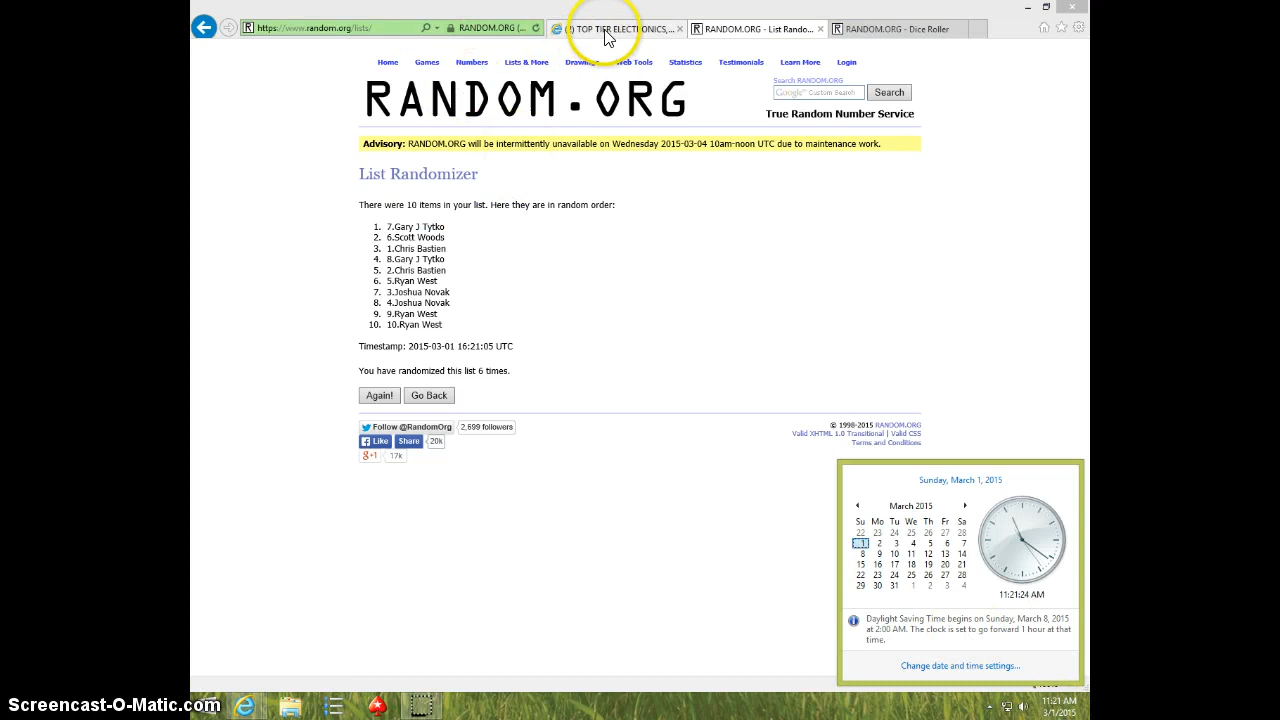 https://www.random.org/lists/
RANDOM.ORG (...
(2) TOP TIER ELECTRONICS,...
RANDOM.ORG - List Rando...
RANDOM.ORG - Dice Roller
Home Games Numbers Lists & More Drawings Web Tools Statistics Testimonials Learn More Login
RANDOM.ORG
Search RANDOM.ORG
Google™ Custom Search
Search
True Random Number Service
Advisory: RANDOM.ORG will be intermittently unavailable on Wednesday 2015-03-04 10am-noon UTC due to maintenance work.
List Randomizer
There were 10 items in your list. Here they are in random order:
1. 7.Gary J Tytko
2. 6.Scott Woods
3. 1.Chris Bastien
4. 8.Gary J Tytko
5. 2.Chris Bastien
6. 5.Ryan West
7. 3.Joshua Novak
8. 4.Joshua Novak
9. 9.Ryan West
10. 10.Ryan West
Timestamp: 2015-03-01 16:21:05 UTC
You have randomized this list 6 times.
Again! Go Back
Follow @RandomOrg 2,699 followers
Like Share 20k
g+1 17k
© 1998-2015 RANDOM.ORG
Valid XHTML 1.0 Transitional | Valid CSS
Terms and Conditions
Sunday, March 1, 2015
March 2015
Su Mo Tu We Th Fr Sa
22 23 24 25 26 27 28
1 2 3 4 5 6 7
8 9 10 11 12 13 14
15 16 17 18 19 20 21
22 23 24 25 26 27 28
29 30 31 1 2 3 4
11:21:24 AM
Daylight Saving Time begins on Sunday, March 8, 2015
at 2:00 AM. The clock is set to go forward 1 hour at that
time.
Change date and time settings...
Screencast-O-Matic.com
11:21 AM
3/1/2015